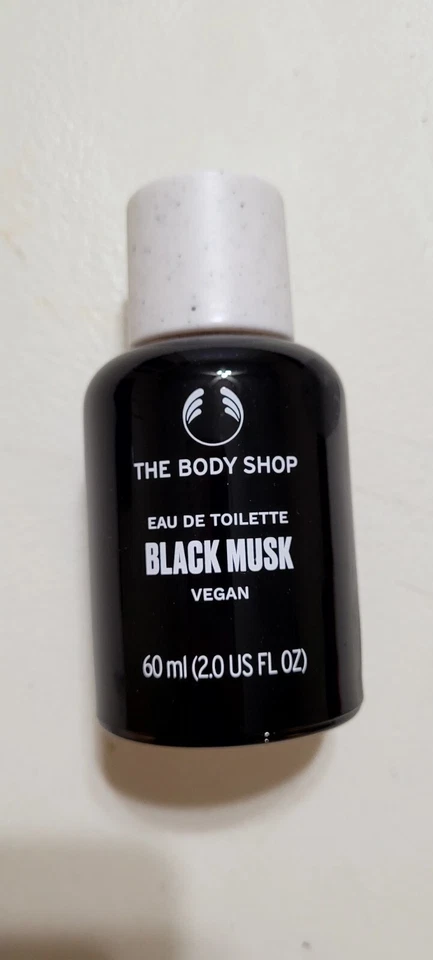 THE BODY SHOP
EAU DE TOILETTE
BLACK MUSK
VEGAN
60 ml (2.0 US FL OZ)